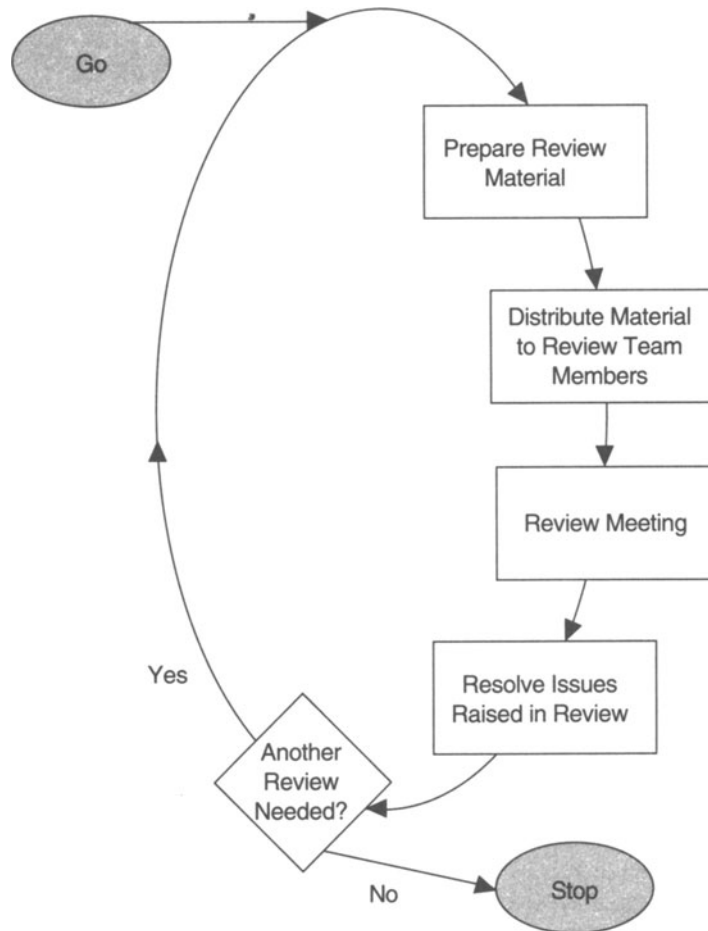 Go
Prepare Review
Material
Distribute Material
to Review Team
Members
Review Meeting
Resolve Issues
Raised in Review
Another
Review
Needed?
Yes
No
Stop